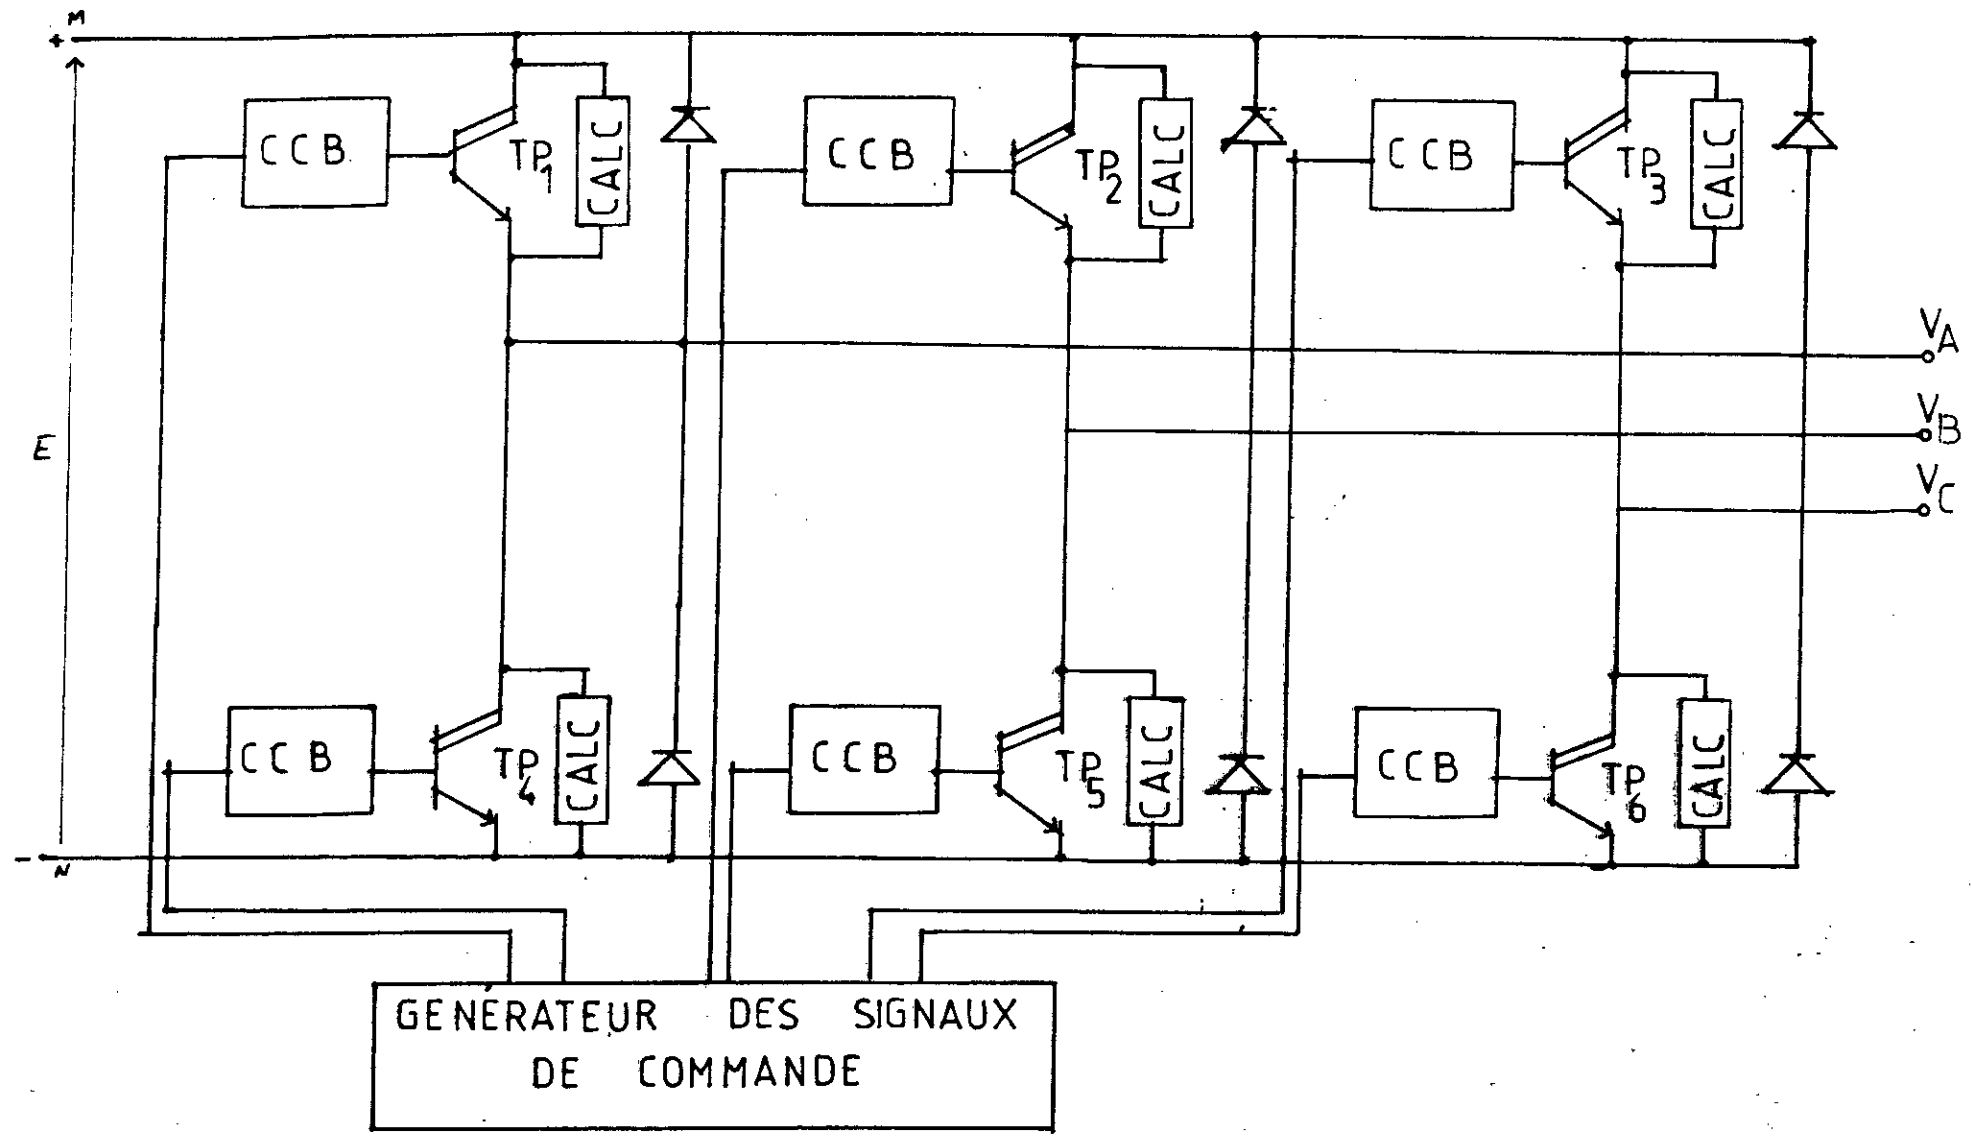 M
+
CCB
TP1
CALC
CCB
TP2
CALC
CCB
TP3
CALC
VA
VB
E
VC
CCB
TP4
CALC
CCB
TP5
CALC
CCB
TP6
CALC
-
N
GENÉRATEUR DES SIGNAUX
DE COMMANDE